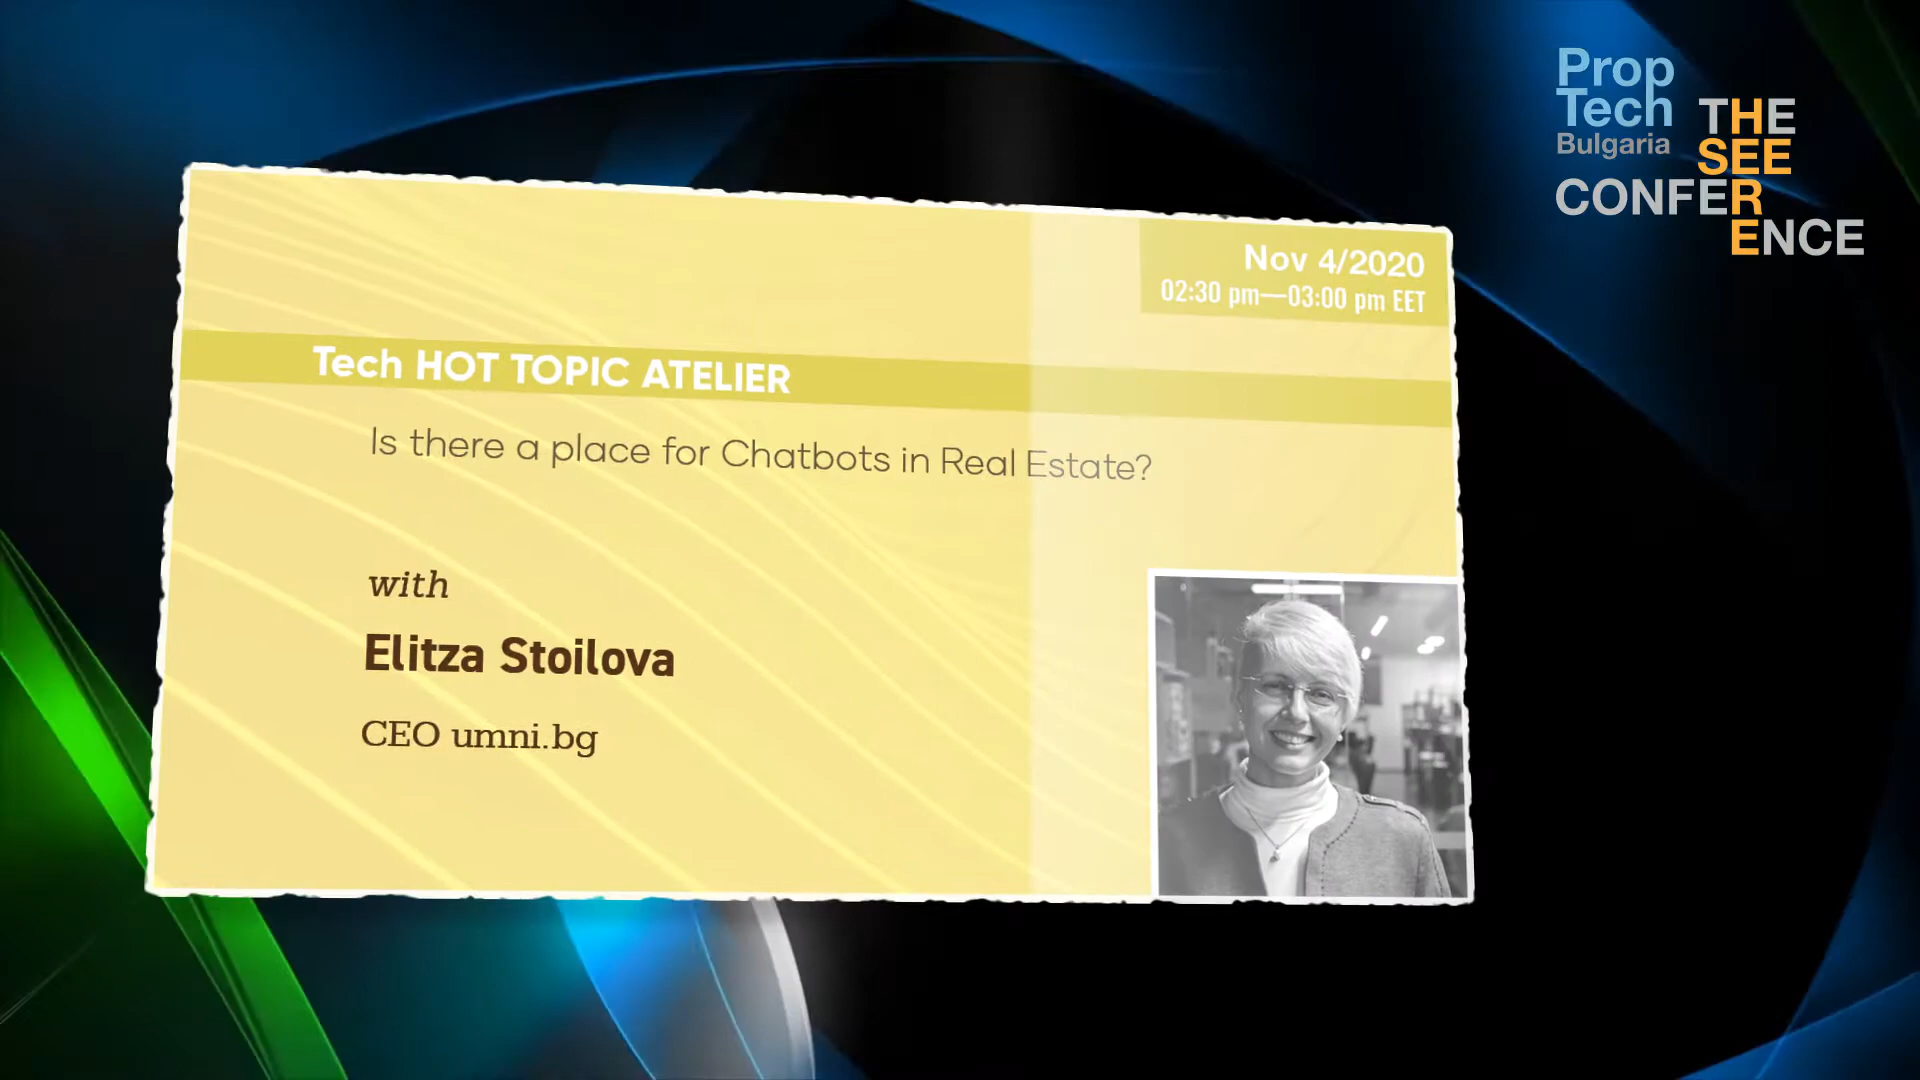 Prop
Tech
Bulgaria
THE
SEE
CONFER
ENCE
Nov 4/2020
02:30 pm—03:00 pm EET
Tech HOT TOPIC ATELIER
Is there a place for Chatbots in Real Estate?
with
Elitza Stoilova
CEO umni.bg